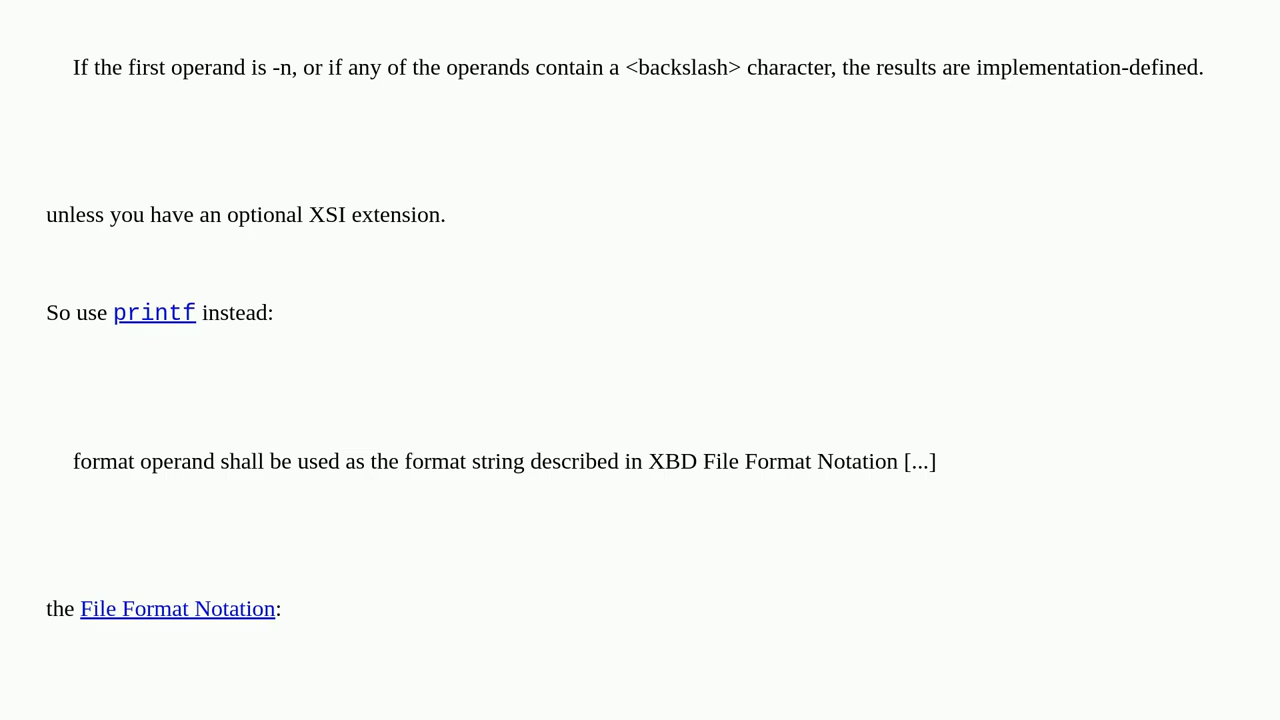 If the first operand is -n, or if any of the operands contain a <backslash> character, the results are implementation-defined.
unless you have an optional XSI extension.
So use printf instead:
format operand shall be used as the format string described in XBD File Format Notation [...]
the File Format Notation: